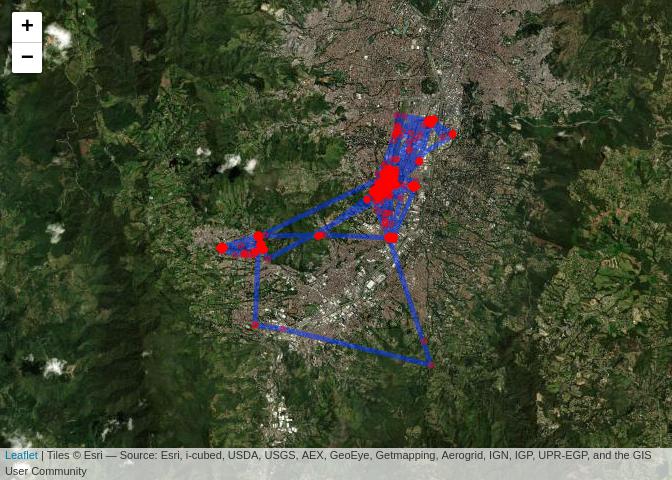 +
−
Leaflet | Tiles © Esri — Source: Esri, i-cubed, USDA, USGS, AEX, GeoEye, Getmapping, Aerogrid, IGN, IGP, UPR-EGP, and the GIS
User Community